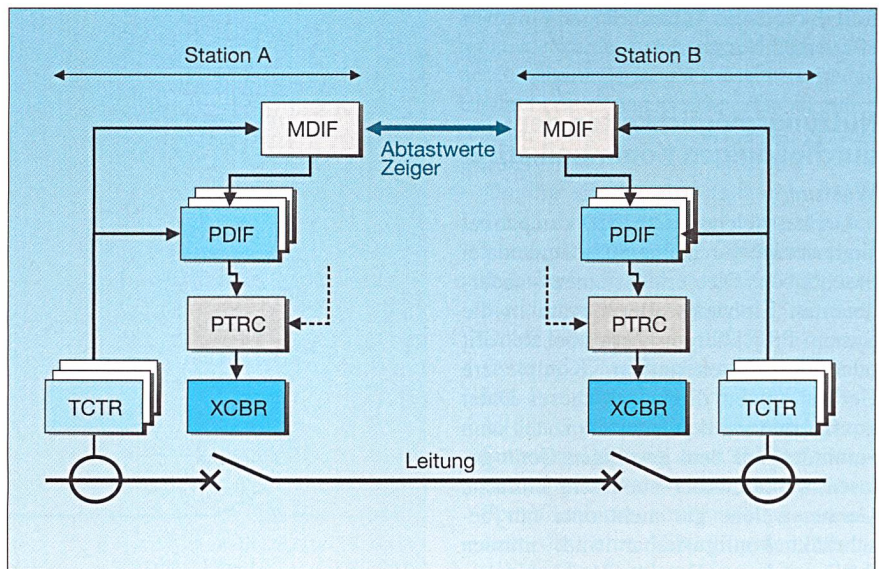 Station A
Station B
MDIF
MDIF
Abtastwerte
Zeiger
PDIF
PDIF
PTRC
PTRC
TCTR
XCBR
XCBR
TCTR
Leitung